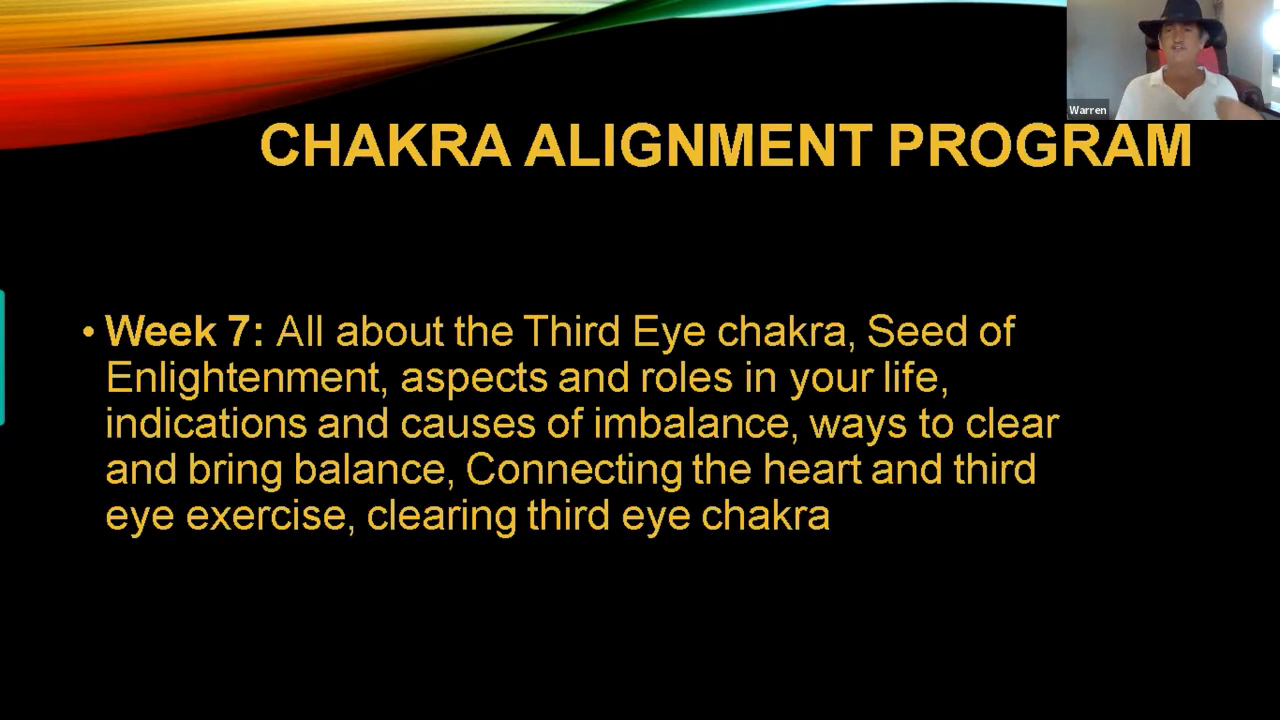 Warren
CHAKRA ALIGNMENT PROGRAM
• Week 7: All about the Third Eye chakra, Seed of
Enlightenment, aspects and roles in your life,
indications and causes of imbalance, ways to clear
and bring balance, Connecting the heart and third
eye exercise, clearing third eye chakra